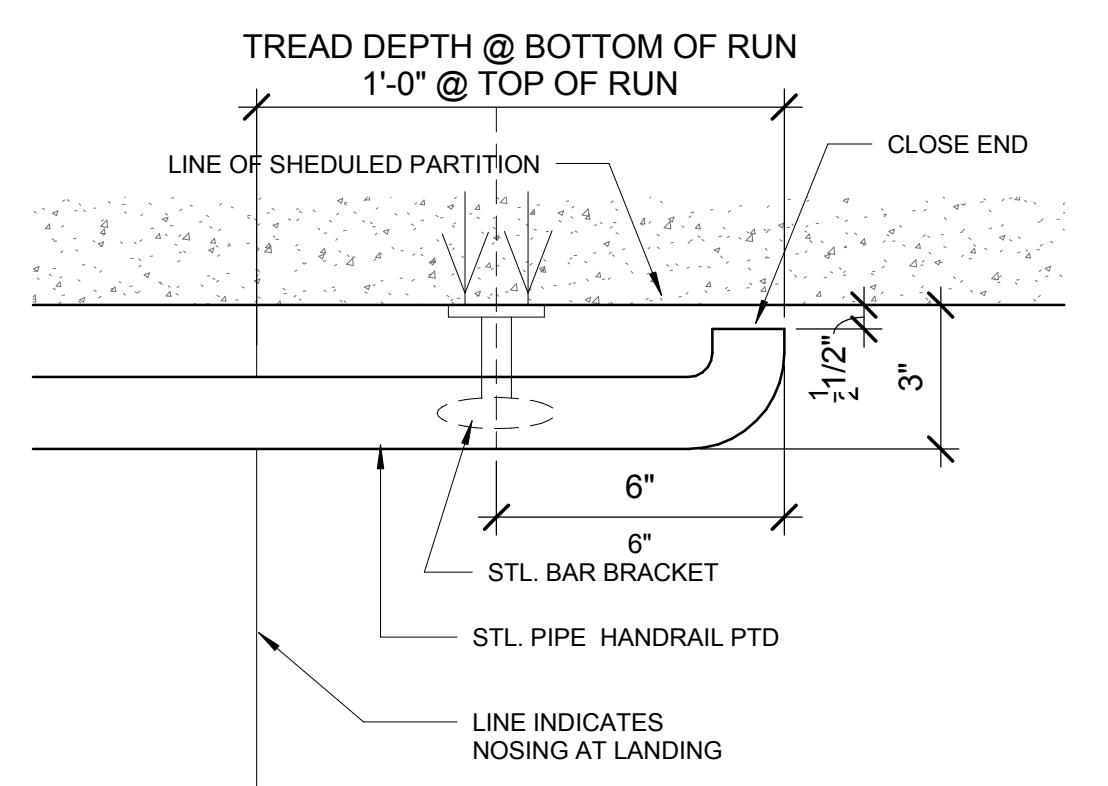 TREAD DEPTH @ BOTTOM OF RUN
1'-0" @ TOP OF RUN
CLOSE END
LINE OF SHEDULED PARTITION
1/2"
3"
6"
6"
STL. BAR BRACKET
STL. PIPE HANDRAIL PTD
LINE INDICATES
NOSING AT LANDING